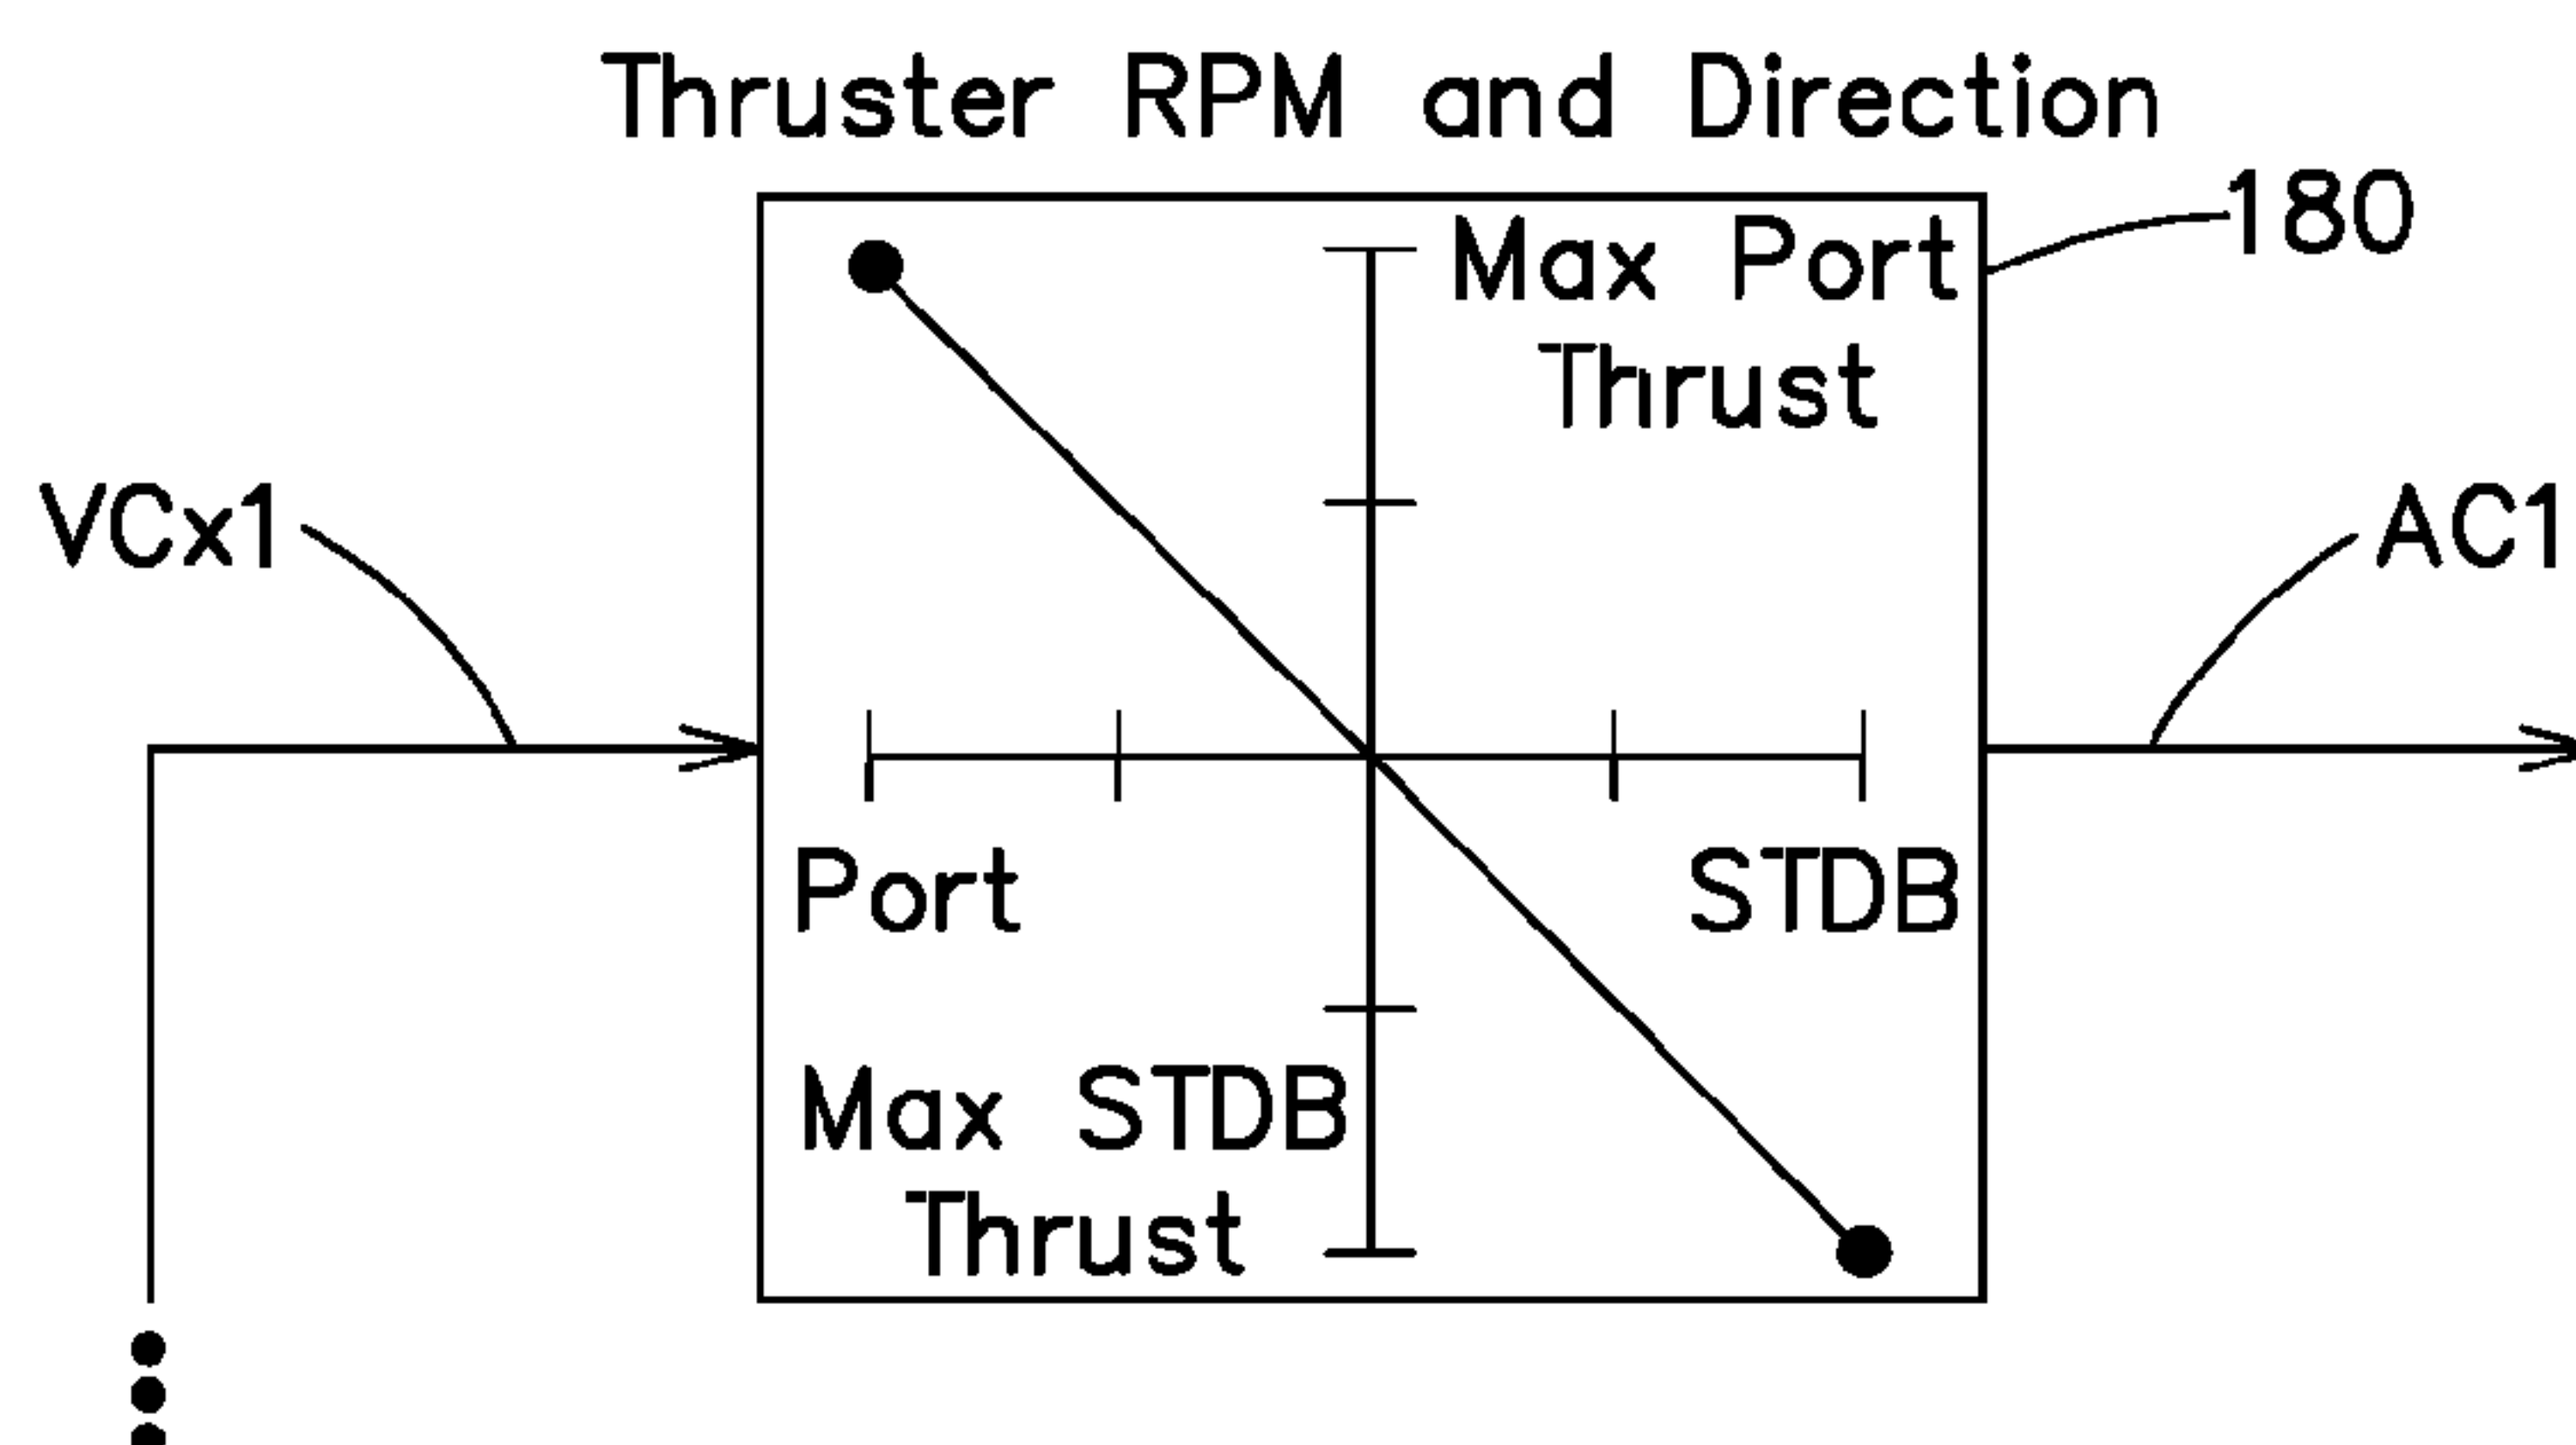 Thruster RPM and Direction
180
Max Port
Thrust
VCx1
AC1
Port
STDB
Max STDB
Thrust